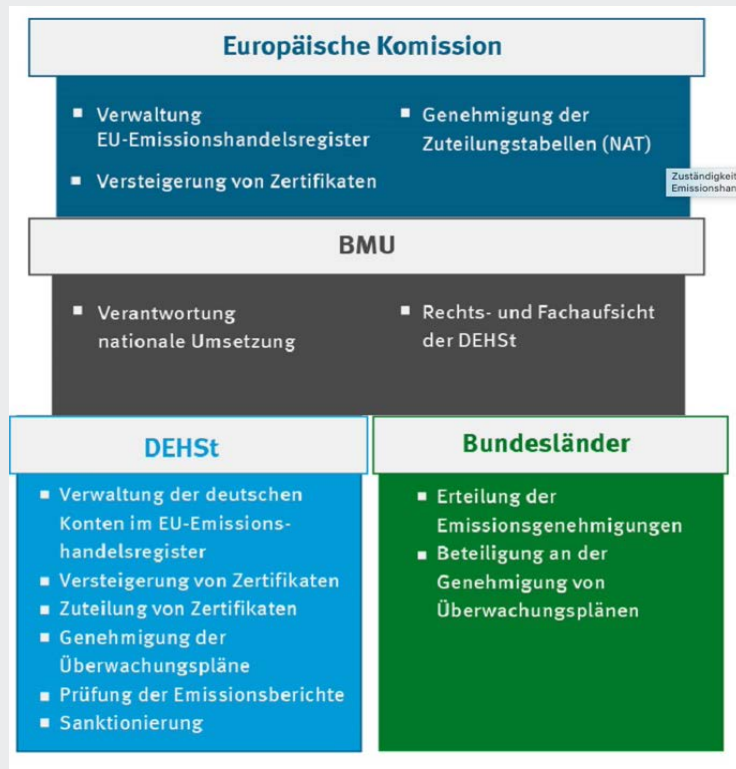 Europäische Komission
▪ Verwaltung
EU-Emissionshandelsregister
▪ Versteigerung von Zertifikaten
▪ Genehmigung der
Zuteilungstabellen (NAT)
Zuständigkeit
Emissionshan
BMU
▪ Verantwortung
nationale Umsetzung
▪ Rechts- und Fachaufsicht
der DEHSt
DEHSt
▪ Verwaltung der deutschen
Konten im EU-Emissions-
handelsregister
▪ Versteigerung von Zertifikaten
▪ Zuteilung von Zertifikaten
▪ Genehmigung der
Überwachungspläne
▪ Prüfung der Emissionsberichte
▪ Sanktionierung
Bundesländer
▪ Erteilung der
Emissionsgenehmigungen
▪ Beteiligung an der
Genehmigung von
Überwachungsplänen